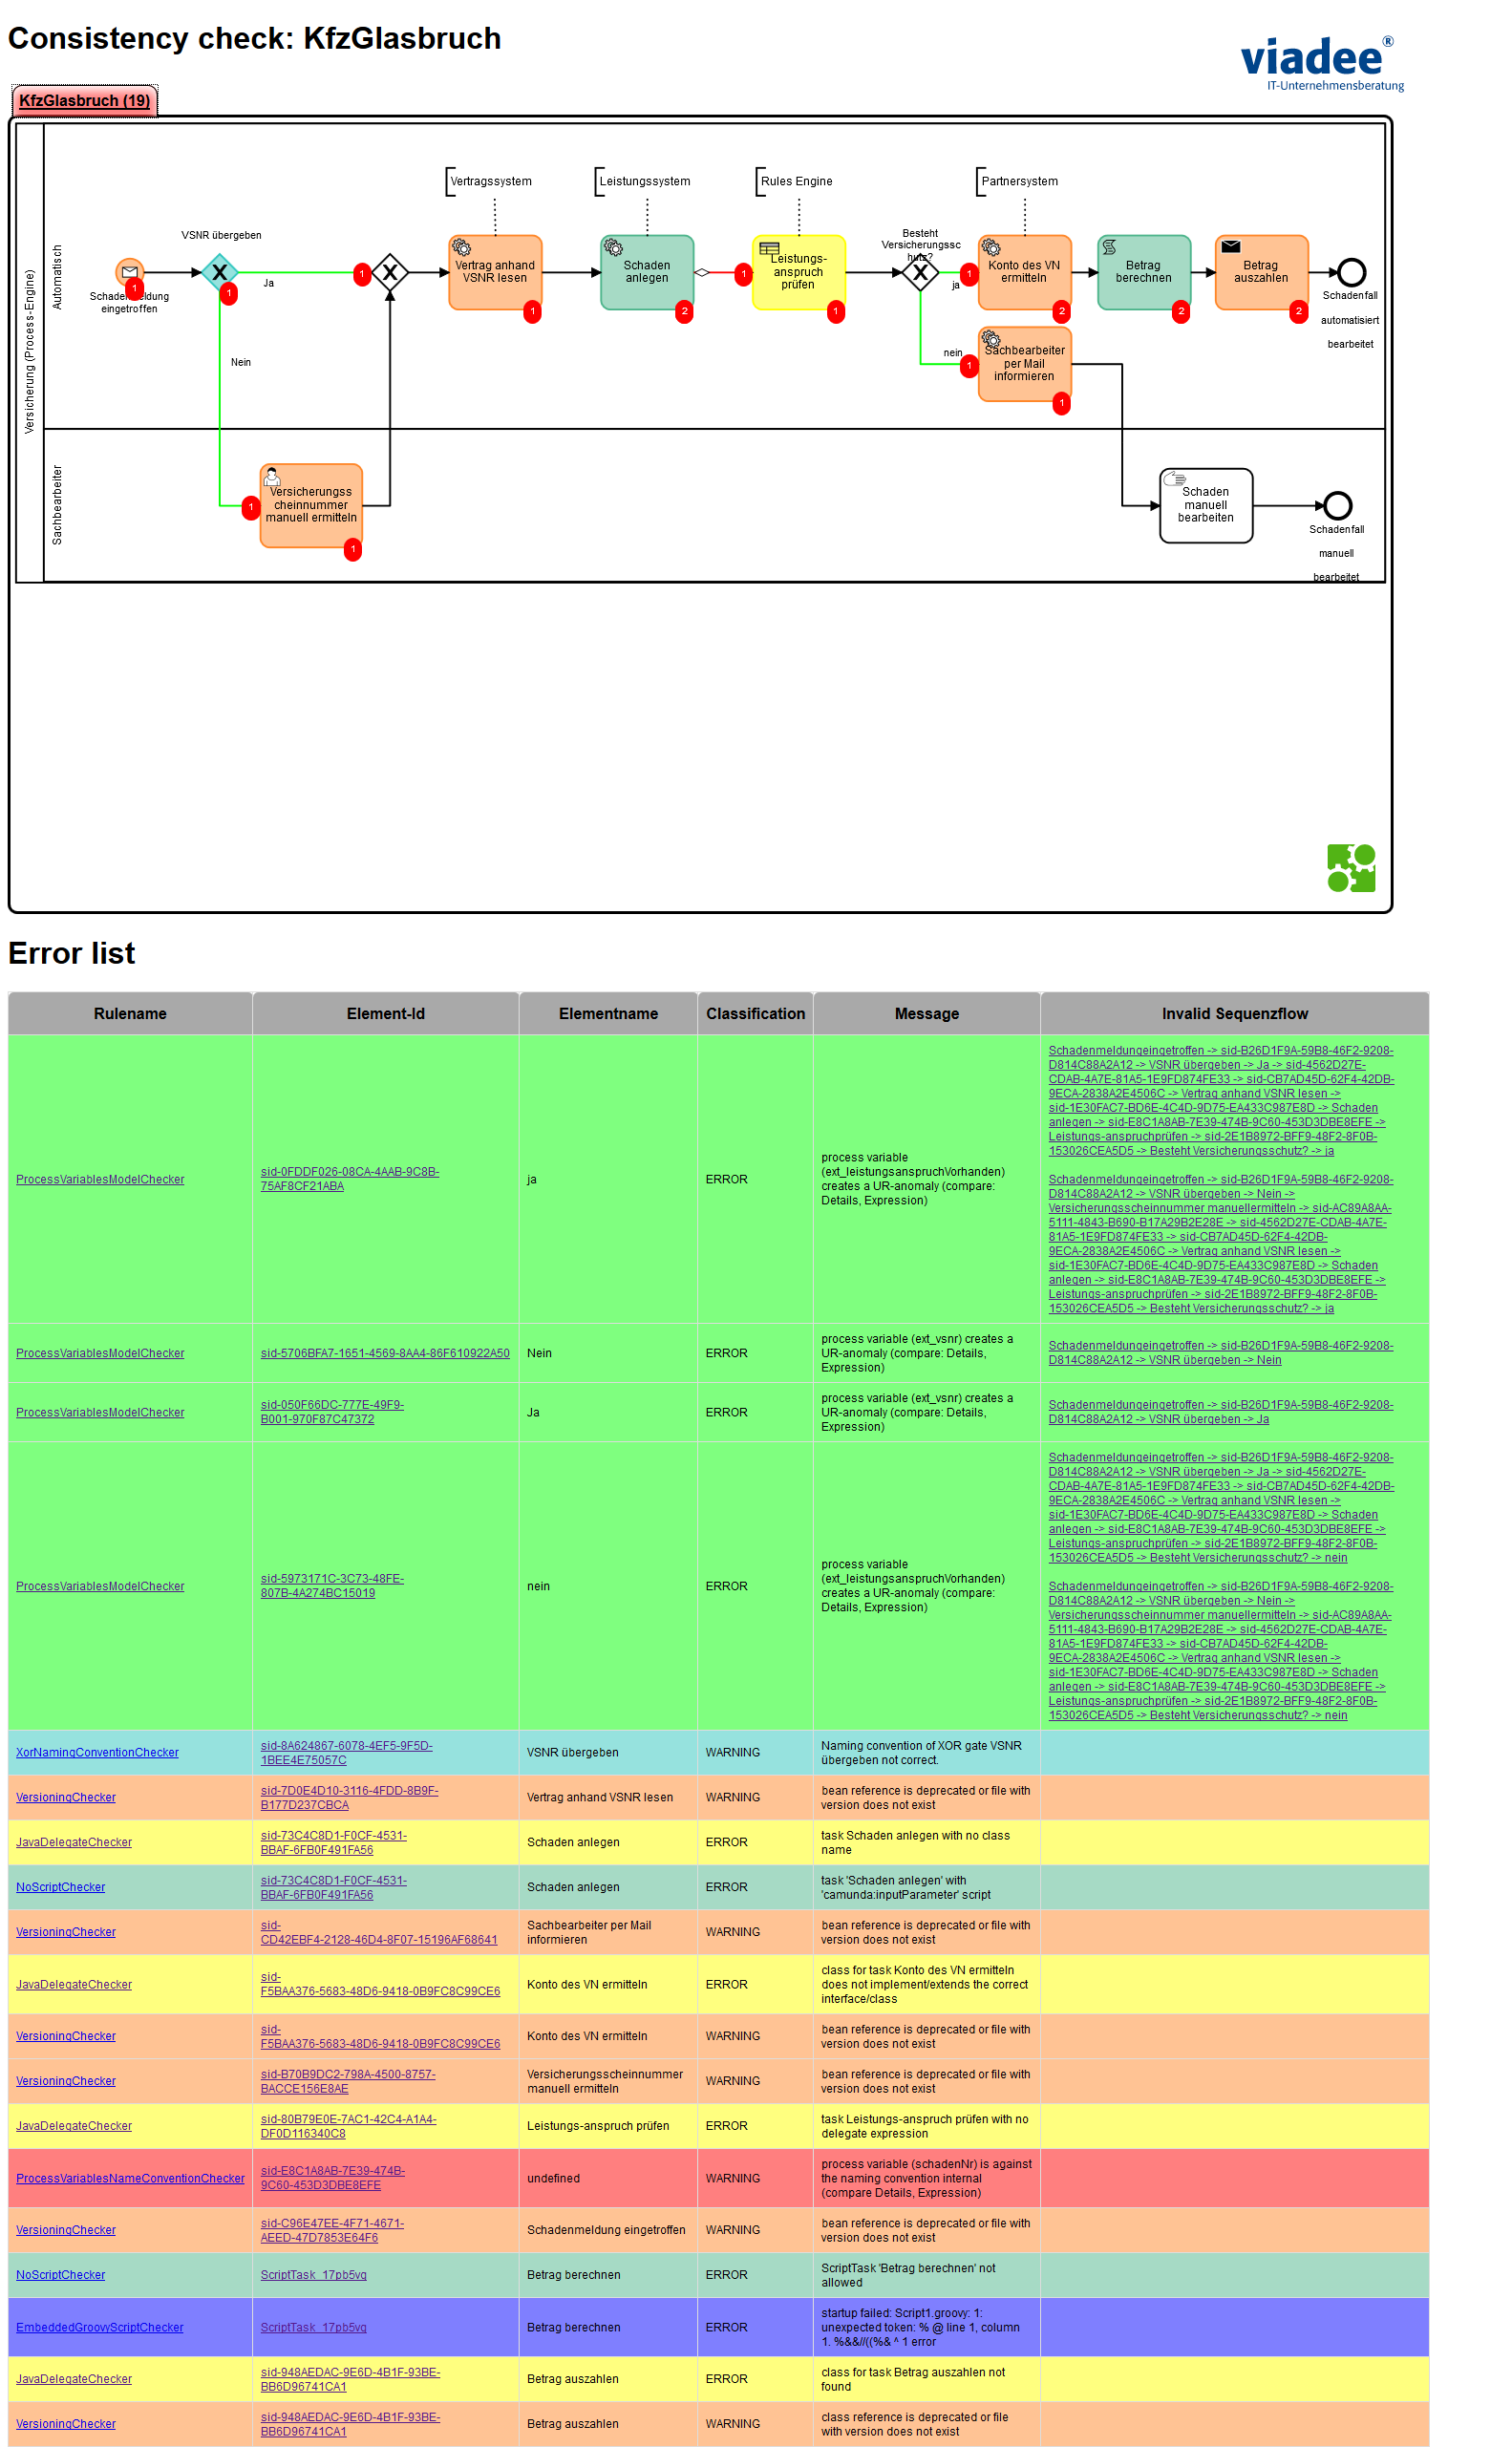 Consistency check: KfzGlasbruch
viadee®
IT-Unternehmensberatung
KfzGlasbruch (19)
Versicherung (Process-Engine)
Automatisch
Sachbearbeiter
Vertragssystem
Leistungssystem
Rules Engine
Partnersystem
VSNR übergeben
Ja
Nein
1
1
1
1
eingetroffen
Vertrag anhand
VSNR lesen
1
Schaden
anlegen
2
1
Leistungs-
anspruch
prüfen
1
Besteht
Versicherungssc
hutz?
ja
nein
1
1
Konto des VN
ermitteln
2
Sachbearbeiter
per Mail
informieren
1
Betrag
berechnen
2
Betrag
auszahlen
2
Schadenfall
automatisiert
bearbeitet
Versicherungss
cheinnummer
manuell ermitteln
1
Schaden
manuell
bearbeiten
Schadenfall
manuell
bearbeitet
Error list
Rulename Element-Id Elementname Classification Message Invalid Sequenzflow
ProcessVariablesModelChecker
sid-0FDDF026-08CA-4AAB-9C8B-
75AF8CF21ABA
ja
ERROR
process variable
(ext_leistungsanspruchVorhanden)
creates a UR-anomaly (compare:
Details, Expression)
Schadenmeldungeingetroffen -> sid-B26D1F9A-59B8-46F2-9208-
D814C88A2A12 -> VSNR übergeben -> Ja -> sid-4562D27E-
CDAB-4A7E-81A5-1E9FD874FE33 -> sid-CB7AD45D-62F4-42DB-
9ECA-2838A2E4506C -> Vertrag anhand VSNR lesen ->
sid-1E30FAC7-BD6E-4C4D-9D75-EA433C987E8D -> Schaden
anlegen -> sid-E8C1A8AB-7E39-474B-9C60-453D3DBE8EFE ->
Leistungs-anspruchprüfen -> sid-2E1B8972-BFF9-48F2-8F0B-
153026CEA5D5 -> Besteht Versicherungsschutz? -> ja
Schadenmeldungeingetroffen -> sid-B26D1F9A-59B8-46F2-9208-
D814C88A2A12 -> VSNR übergeben -> Nein ->
Versicherungsscheinnummer manuellermitteln -> sid-AC89A8AA-
5111-4843-B690-B17A29B2E28E -> sid-4562D27E-CDAB-4A7E-
81A5-1E9FD874FE33 -> sid-CB7AD45D-62F4-42DB-
9ECA-2838A2E4506C -> Vertrag anhand VSNR lesen ->
sid-1E30FAC7-BD6E-4C4D-9D75-EA433C987E8D -> Schaden
anlegen -> sid-E8C1A8AB-7E39-474B-9C60-453D3DBE8EFE ->
Leistungs-anspruchprüfen -> sid-2E1B8972-BFF9-48F2-8F0B-
153026CEA5D5 -> Besteht Versicherungsschutz? -> ja
ProcessVariablesModelChecker
sid-5706BFA7-1651-4569-8AA4-86F610922A50
Nein
ERROR
process variable (ext_vsnr) creates a
UR-anomaly (compare: Details,
Expression)
Schadenmeldungeingetroffen -> sid-B26D1F9A-59B8-46F2-9208-
D814C88A2A12 -> VSNR übergeben -> Nein
ProcessVariablesModelChecker
sid-050F66DC-777E-49F9-
B001-970F87C47372
Ja
ERROR
process variable (ext_vsnr) creates a
UR-anomaly (compare: Details,
Expression)
Schadenmeldungeingetroffen -> sid-B26D1F9A-59B8-46F2-9208-
D814C88A2A12 -> VSNR übergeben -> Ja
ProcessVariablesModelChecker
sid-5973171C-3C73-48FE-
807B-4A274BC15019
nein
ERROR
process variable
(ext_leistungsanspruchVorhanden)
creates a UR-anomaly (compare:
Details, Expression)
Schadenmeldungeingetroffen -> sid-B26D1F9A-59B8-46F2-9208-
D814C88A2A12 -> VSNR übergeben -> Ja -> sid-4562D27E-
CDAB-4A7E-81A5-1E9FD874FE33 -> sid-CB7AD45D-62F4-42DB-
9ECA-2838A2E4506C -> Vertrag anhand VSNR lesen ->
sid-1E30FAC7-BD6E-4C4D-9D75-EA433C987E8D -> Schaden
anlegen -> sid-E8C1A8AB-7E39-474B-9C60-453D3DBE8EFE ->
Leistungs-anspruchprüfen -> sid-2E1B8972-BFF9-48F2-8F0B-
153026CEA5D5 -> Besteht Versicherungsschutz? -> nein
Schadenmeldungeingetroffen -> sid-B26D1F9A-59B8-46F2-9208-
D814C88A2A12 -> VSNR übergeben -> Nein ->
Versicherungsscheinnummer manuellermitteln -> sid-AC89A8AA-
5111-4843-B690-B17A29B2E28E -> sid-4562D27E-CDAB-4A7E-
81A5-1E9FD874FE33 -> sid-CB7AD45D-62F4-42DB-
9ECA-2838A2E4506C -> Vertrag anhand VSNR lesen ->
sid-1E30FAC7-BD6E-4C4D-9D75-EA433C987E8D -> Schaden
anlegen -> sid-E8C1A8AB-7E39-474B-9C60-453D3DBE8EFE ->
Leistungs-anspruchprüfen -> sid-2E1B8972-BFF9-48F2-8F0B-
153026CEA5D5 -> Besteht Versicherungsschutz? -> nein
XorNamingConventionChecker
sid-8A624867-6078-4EF5-9F5D-
1BEE4E75057C
VSNR übergeben
WARNING
Naming convention of XOR gate VSNR
übergeben not correct.
VersioningChecker
sid-7D0E4D10-3116-4FDD-8B9F-
B177D237CBCA
Vertrag anhand VSNR lesen
WARNING
bean reference is deprecated or file with
version does not exist
JavaDelegateChecker
sid-73C4C8D1-F0CF-4531-
BBAF-6FB0F491FA56
Schaden anlegen
ERROR
task Schaden anlegen with no class
name
NoScriptChecker
sid-73C4C8D1-F0CF-4531-
BBAF-6FB0F491FA56
Schaden anlegen
ERROR
task 'Schaden anlegen' with
'camunda:inputParameter' script
VersioningChecker
sid-
CD42EBF4-2128-46D4-8F07-15196AF68641
Sachbearbeiter per Mail
informieren
WARNING
bean reference is deprecated or file with
version does not exist
JavaDelegateChecker
sid-
F5BAA376-5683-48D6-9418-0B9FC8C99CE6
Konto des VN ermitteln
ERROR
class for task Konto des VN ermitteln
does not implement/extends the correct
interface/class
VersioningChecker
sid-
F5BAA376-5683-48D6-9418-0B9FC8C99CE6
Konto des VN ermitteln
WARNING
bean reference is deprecated or file with
version does not exist
VersioningChecker
sid-B70B9DC2-798A-4500-8757-
BACCE156E8AE
Versicherungsscheinnummer
manuell ermitteln
WARNING
bean reference is deprecated or file with
version does not exist
JavaDelegateChecker
sid-80B79E0E-7AC1-42C4-A1A4-
DF0D116340C8
Leistungs-anspruch prüfen
ERROR
task Leistungs-anspruch prüfen with no
delegate expression
ProcessVariablesNameConventionChecker
sid-E8C1A8AB-7E39-474B-
9C60-453D3DBE8EFE
undefined
WARNING
process variable (schadenNr) is against
the naming convention internal
(compare Details, Expression)
VersioningChecker
sid-C96E47EE-4F71-4671-
AEED-47D7853E64F6
Schadenmeldung eingetroffen
WARNING
bean reference is deprecated or file with
version does not exist
NoScriptChecker
ScriptTask_17pb5vq
Betrag berechnen
ERROR
ScriptTask 'Betrag berechnen' not
allowed
EmbeddedGroovyScriptChecker
ScriptTask_17pb5vq
Betrag berechnen
ERROR
startup failed: Script1.groovy: 1:
unexpected token: % @ line 1, column
1. %&&//((%& ^ 1 error
JavaDelegateChecker
sid-948AEDAC-9E6D-4B1F-93BE-
BB6D96741CA1
Betrag auszahlen
ERROR
class for task Betrag auszahlen not
found
VersioningChecker
sid-948AEDAC-9E6D-4B1F-93BE-
BB6D96741CA1
Betrag auszahlen
WARNING
class reference is deprecated or file
with version does not exist